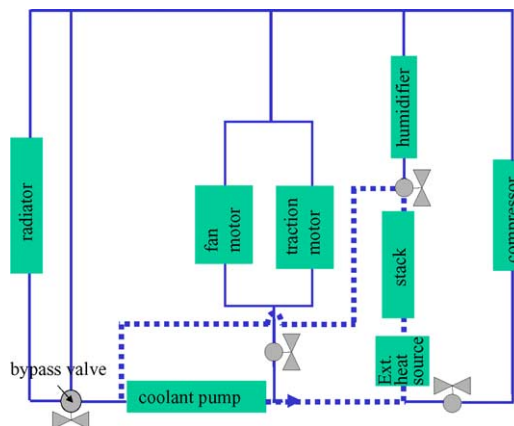 humidifier
radiator
fan
motor
traction
motor
stack
compressor
Ext.
heat
source
bypass valve
coolant pump